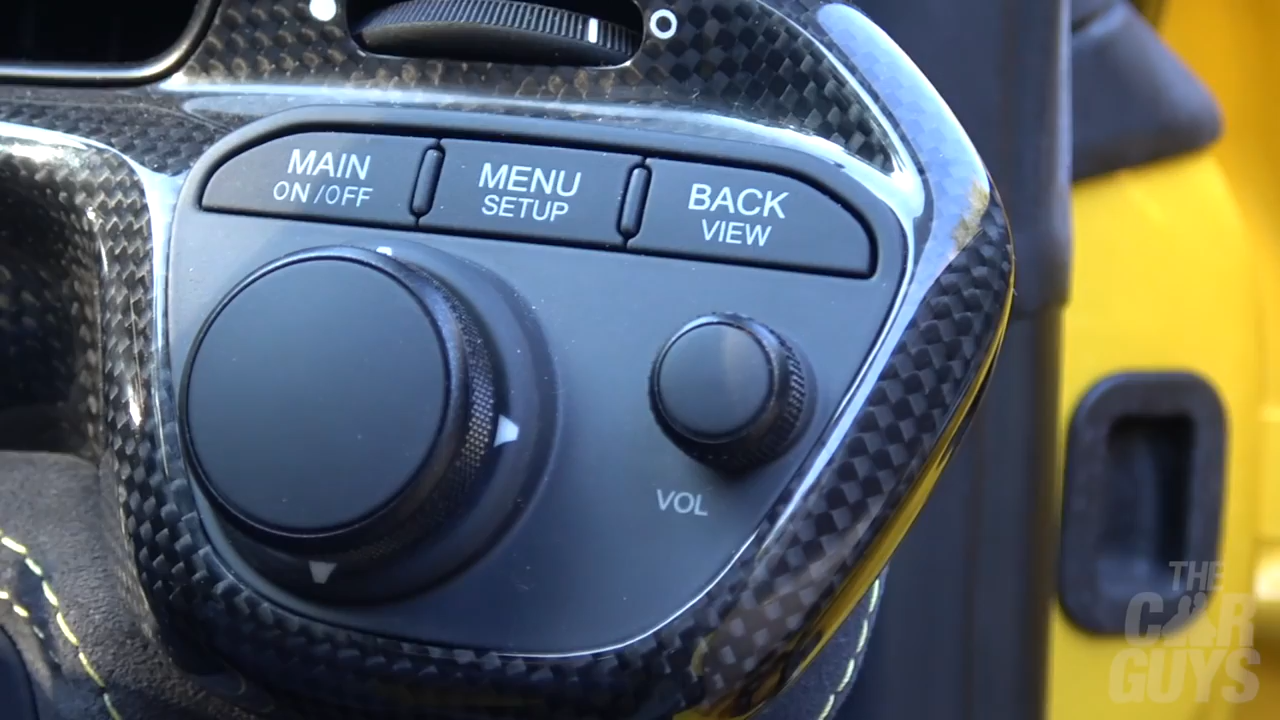 MAIN
ON/OFF
MENU
SETUP
BACK
VIEW
VOL
THE
CAR
GUYS